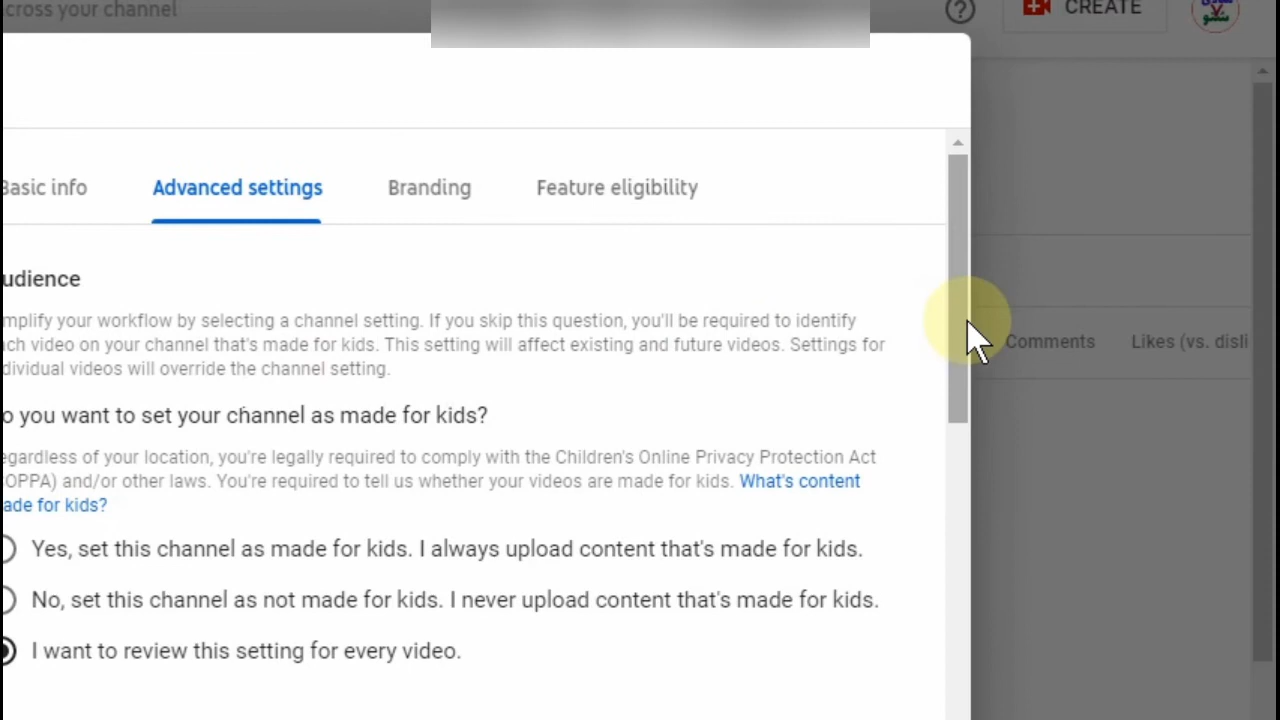 cross your channel
CREATE
Basic info
Advanced settings
Branding
Feature eligibility
udience
mplify your workflow by selecting a channel setting. If you skip this question, you'll be required to identify
ch video on your channel that's made for kids. This setting will affect existing and future videos. Settings for
dividual videos will override the channel setting.
o you want to set your channel as made for kids?
egardless of your location, you're legally required to comply with the Children's Online Privacy Protection Act
OPPA) and/or other laws. You're required to tell us whether your videos are made for kids. What's content
ade for kids?
Yes, set this channel as made for kids. I always upload content that's made for kids.
No, set this channel as not made for kids. I never upload content that's made for kids.
I want to review this setting for every video.
Comments
Likes (vs. disli